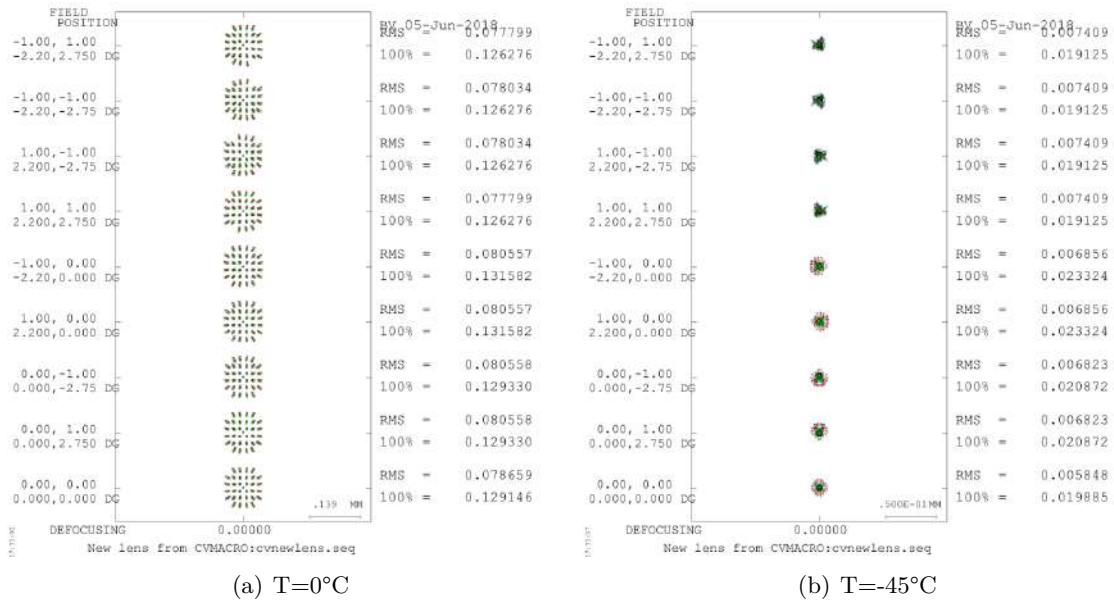 FIELD
POSITION
BV 05-Jun-2018
-1.00, 1.00
-2.20,2.750 DG
RMS = 0.077799
100% = 0.126276
-1.00,-1.00
-2.20,-2.75 DG
RMS = 0.078034
100% = 0.126276
1.00,-1.00
2.200,-2.75 DG
RMS = 0.078034
100% = 0.126276
1.00, 1.00
2.200,2.750 DG
RMS = 0.077799
100% = 0.126276
-1.00, 0.00
-2.20,0.000 DG
RMS = 0.080557
100% = 0.131582
1.00, 0.00
2.200,0.000 DG
RMS = 0.080557
100% = 0.131582
0.00,-1.00
0.000,-2.75 DG
RMS = 0.080558
100% = 0.129330
0.00, 1.00
0.000,2.750 DG
RMS = 0.080558
100% = 0.129330
0.00, 0.00
0.000,0.000 DG
RMS = 0.078659
100% = 0.129146
.139 MM
DEFOCUSING 0.00000
New lens from CVMACRO:cvnewlens.seq
(a) T=0°C
FIELD
POSITION
BV 05-Jun-2018
-1.00, 1.00
-2.20,2.750 DG
RMS = 0.007409
100% = 0.019125
-1.00,-1.00
-2.20,-2.75 DG
RMS = 0.007409
100% = 0.019125
1.00,-1.00
2.200,-2.75 DG
RMS = 0.007409
100% = 0.019125
1.00, 1.00
2.200,2.750 DG
RMS = 0.007409
100% = 0.019125
-1.00, 0.00
-2.20,0.000 DG
RMS = 0.006856
100% = 0.023324
1.00, 0.00
2.200,0.000 DG
RMS = 0.006856
100% = 0.023324
0.00,-1.00
0.000,-2.75 DG
RMS = 0.006823
100% = 0.020872
0.00, 1.00
0.000,2.750 DG
RMS = 0.006823
100% = 0.020872
0.00, 0.00
0.000,0.000 DG
RMS = 0.005848
100% = 0.019885
.500E-01MM
DEFOCUSING 0.00000
New lens from CVMACRO:cvnewlens.seq
(b) T=-45°C